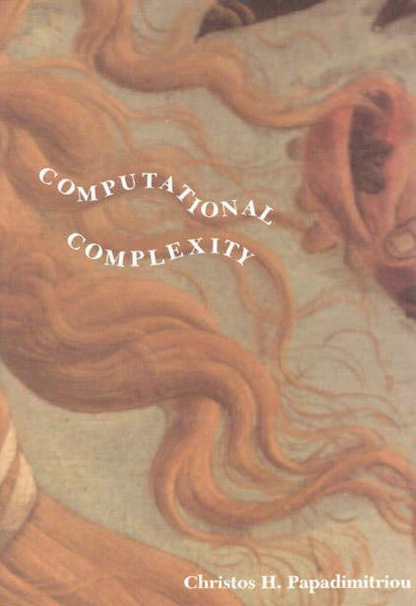 COMPUTATIONAL
COMPLEXITY
Christos H. Papadimitriou